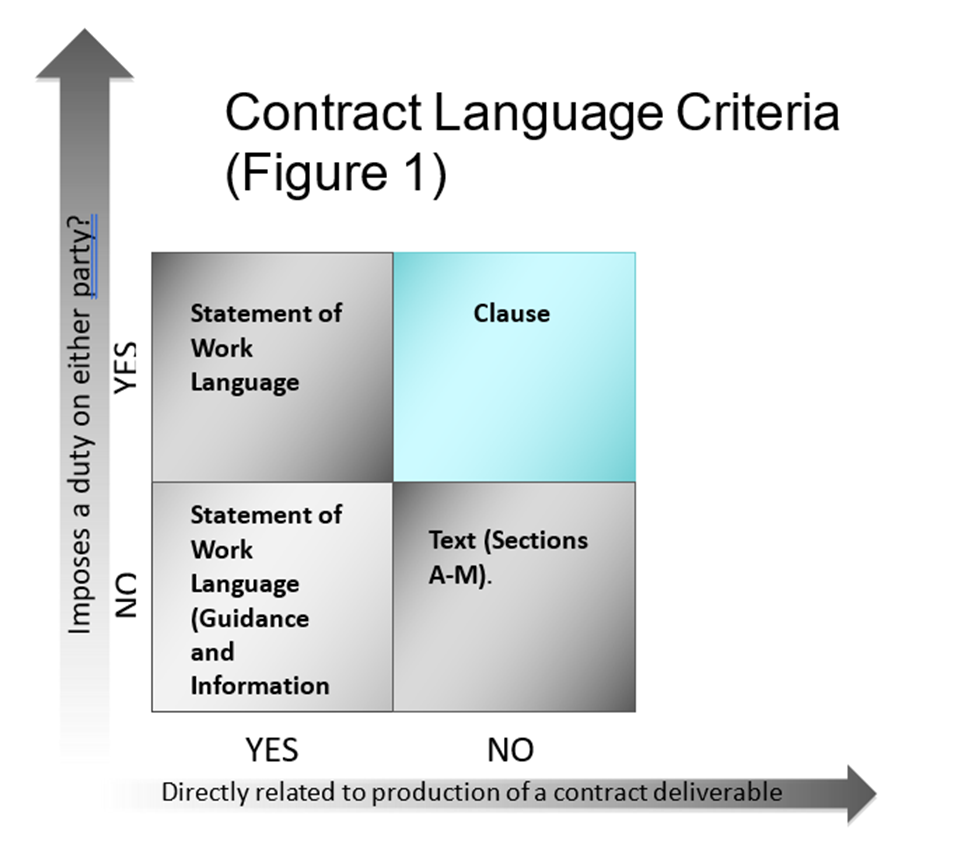 Contract Language Criteria
(Figure 1)
Imposes a duty on either party?
YES
NO
Statement of
Work
Language
Clause
Statement of
Work
Language
(Guidance
and
Information
Text (Sections
A-M).
YES
NO
Directly related to production of a contract deliverable